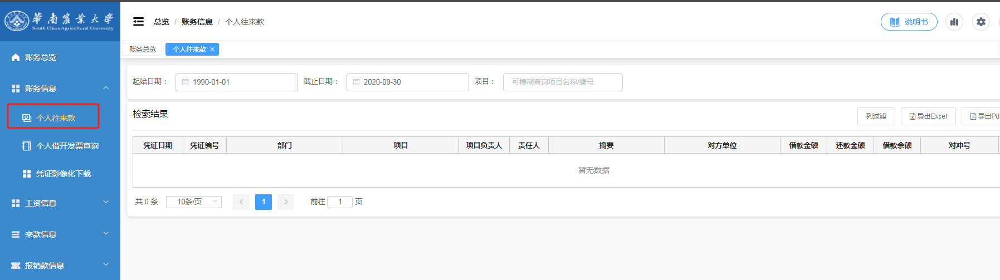 華南农业大学
South China Agricultural University
总览 / 账务信息 / 个人往来款
说明书
账务总览
个人往来款 ×
账务总览
账务信息
个人往来款
个人借开发票查询
凭证影像化下载
工资信息
来款信息
报销款信息
起始日期： 1990-01-01 截止日期： 2020-09-30 项目： 可模糊查询项目名称/编号
检索结果
列过滤 导出Excel 导出Pd
凭证日期 凭证编号 部门 项目 项目负责人 责任人 摘要 对方单位 借款金额 还款金额 借款余额 对冲号
暂无数据
共 0 条 10条/页 < 1 > 前往 1 页